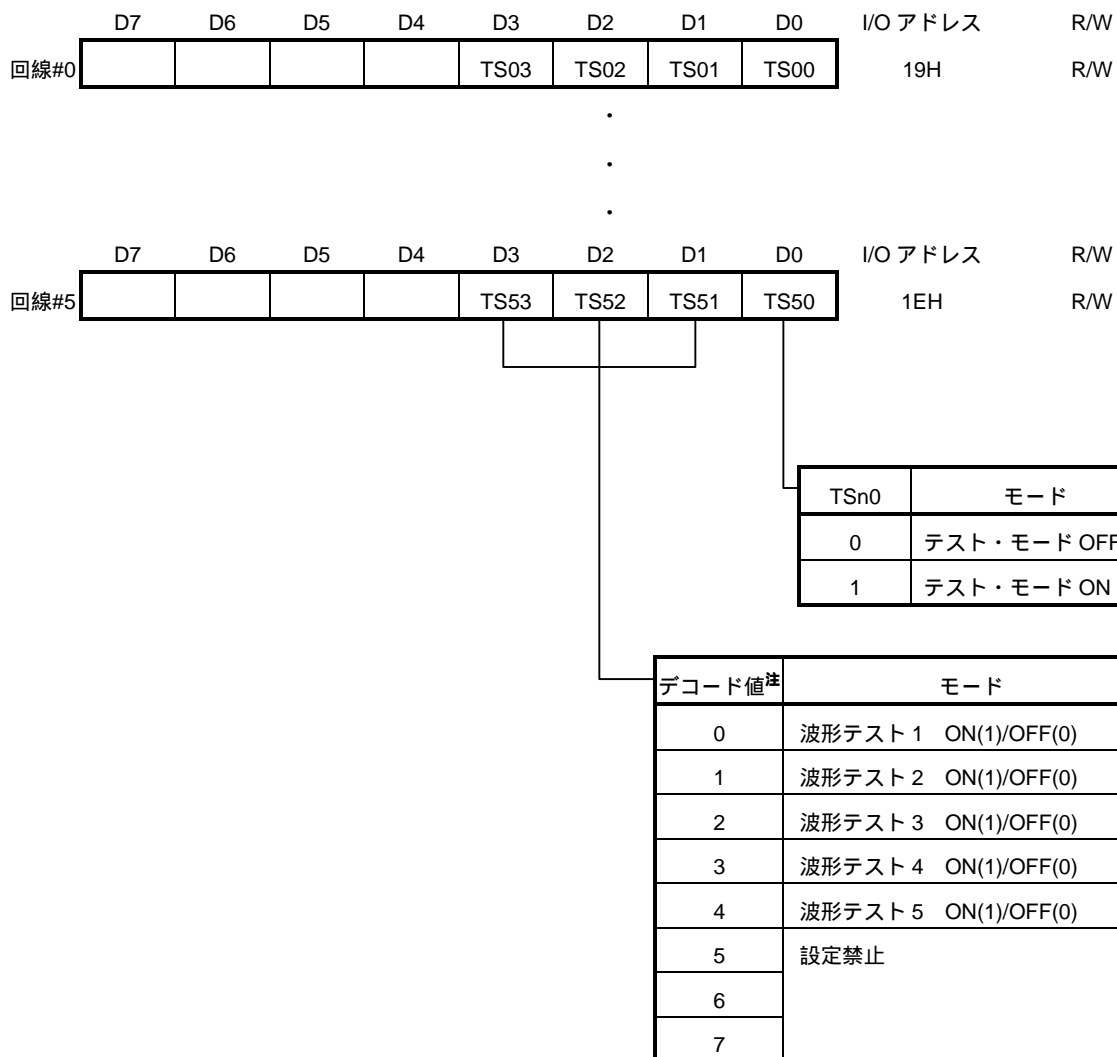 D7 D6 D5 D4 D3 D2 D1 D0 I/O アドレス R/W
回線#0 TS03 TS02 TS01 TS00 19H R/W
・
・
・
D7 D6 D5 D4 D3 D2 D1 D0 I/O アドレス R/W
回線#5 TS53 TS52 TS51 TS50 1EH R/W
TSn0 モード
0 テスト・モード OFF
1 テスト・モード ON
デコード値注 モード
0 波形テスト 1 ON(1)/OFF(0)
1 波形テスト 2 ON(1)/OFF(0)
2 波形テスト 3 ON(1)/OFF(0)
3 波形テスト 4 ON(1)/OFF(0)
4 波形テスト 5 ON(1)/OFF(0)
5 設定禁止
6
7